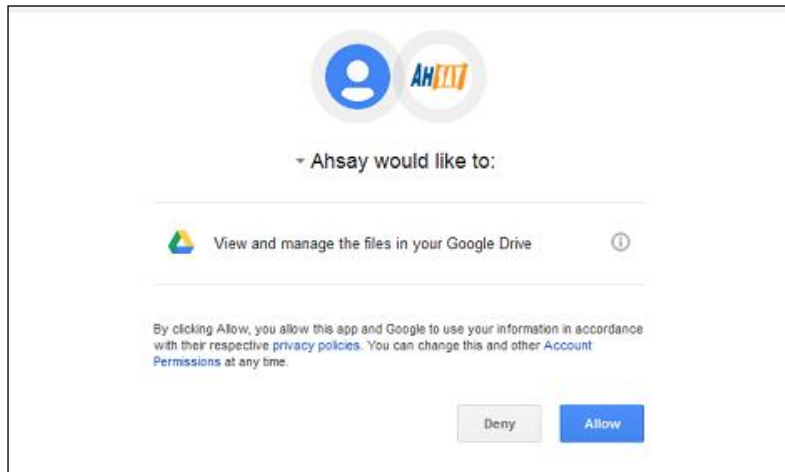 AHSAY
Ahsay would like to:
View and manage the files in your Google Drive
By clicking Allow, you allow this app and Google to use your information in accordance
with their respective privacy policies. You can change this and other Account
Permissions at any time.
Deny
Allow